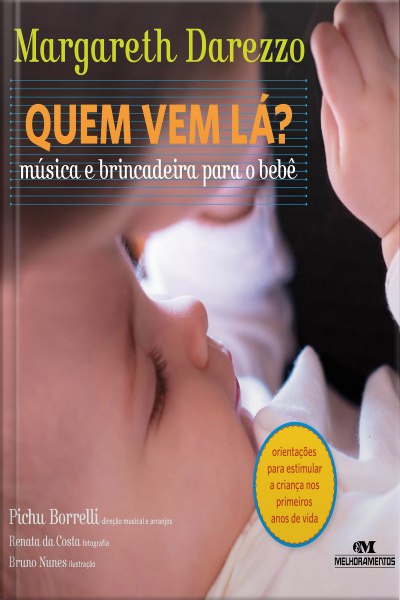 Margareth Darezzo
QUEM VEM LÁ?
música e brincadeira para o bebê
orientações
para estimular
a criança nos
primeiros
anos de vida
Pichu Borrelli direção musical e arranjos
Renata da Costa fotografia
Bruno Nunes ilustração
MELHORAMENTOS